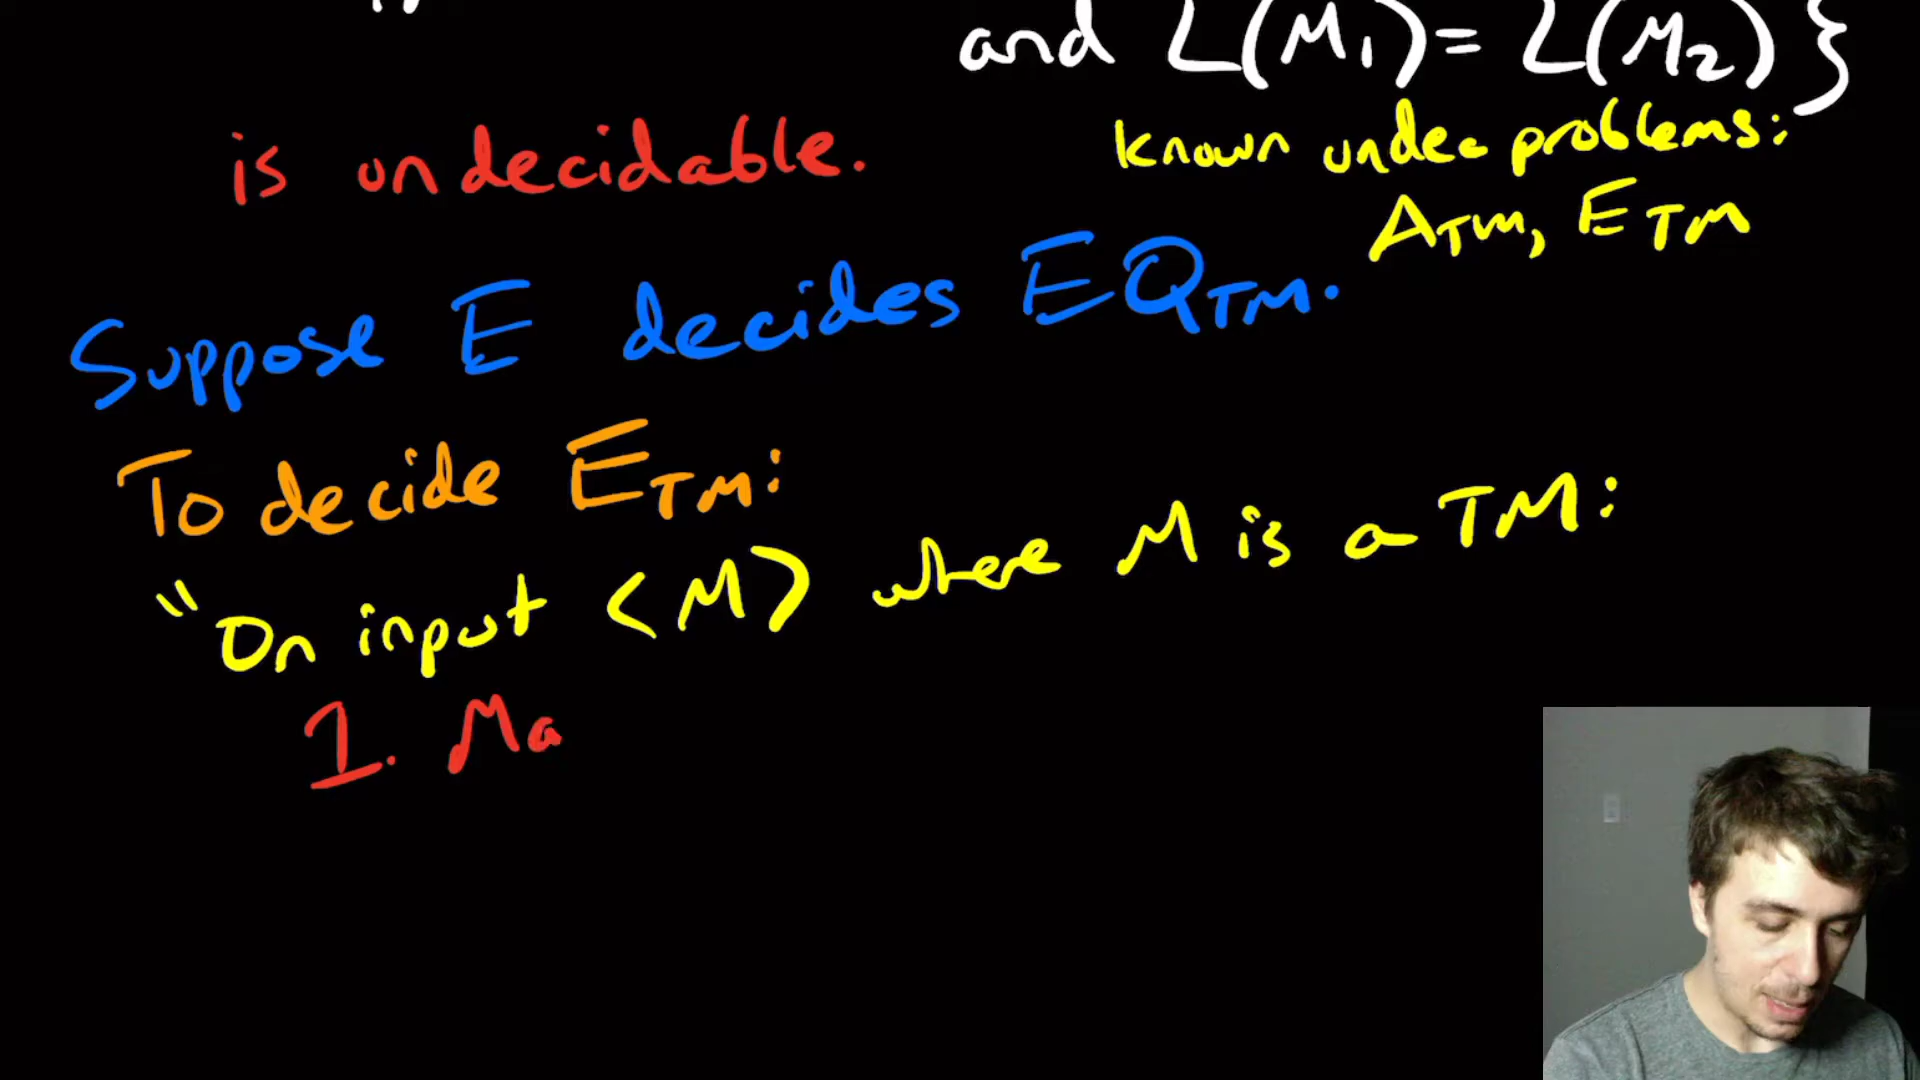 and L(M₁) = L(M₂) }
is undecidable.
known undec problems:
A_TM, E_TM
Suppose E decides EQ_TM.
To decide E_TM:
"On input <M> where M is a TM:
1. Ma